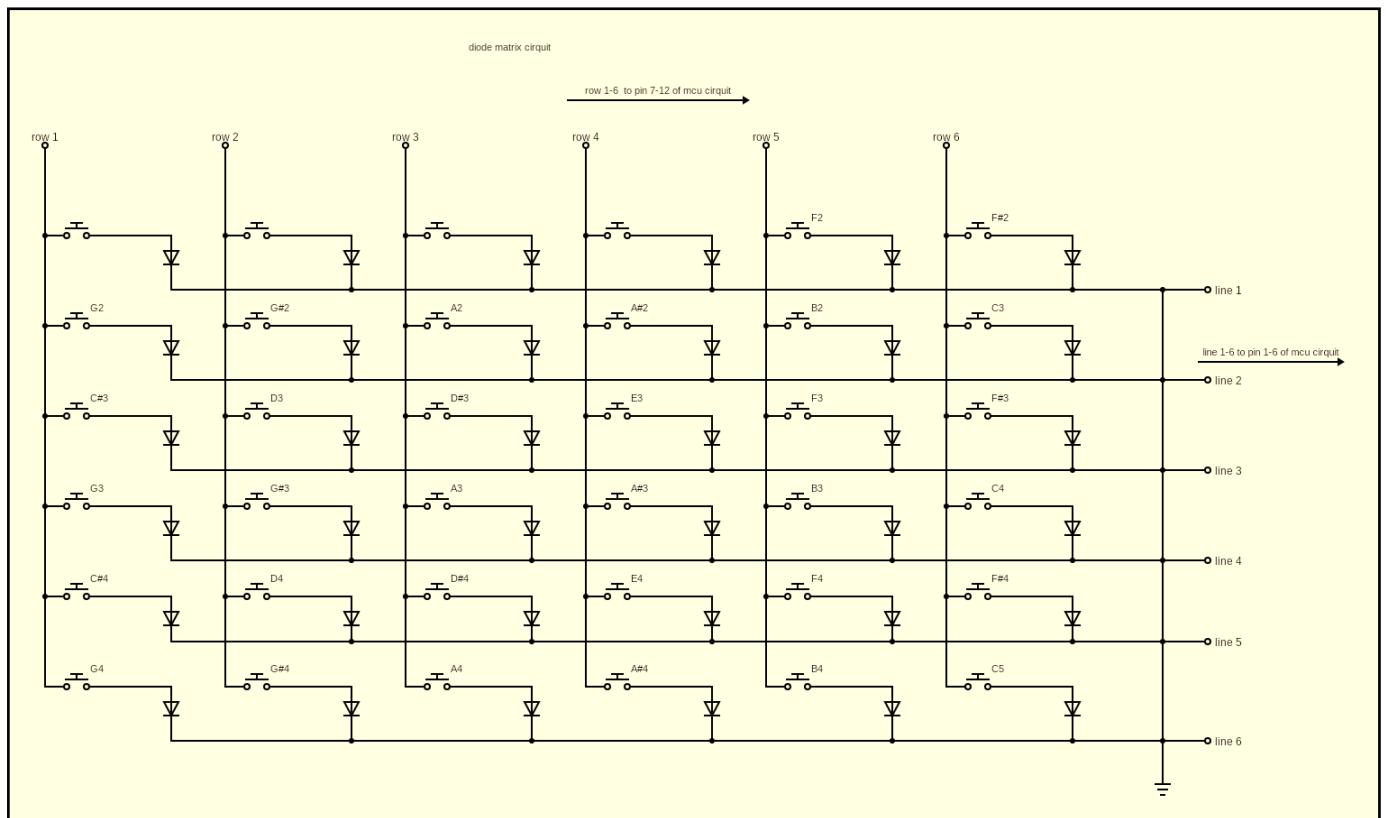 diode matrix cirquit
row 1-6 to pin 7-12 of mcu cirquit
row 1 row 2 row 3 row 4 row 5 row 6
F2 F#2
line 1
G2 G#2 A2 A#2 B2 C3
line 1-6 to pin 1-6 of mcu cirquit
line 2
C#3 D3 D#3 E3 F3 F#3
line 3
G3 G#3 A3 A#3 B3 C4
line 4
C#4 D4 D#4 E4 F4 F#4
line 5
G4 G#4 A4 A#4 B4 C5
line 6